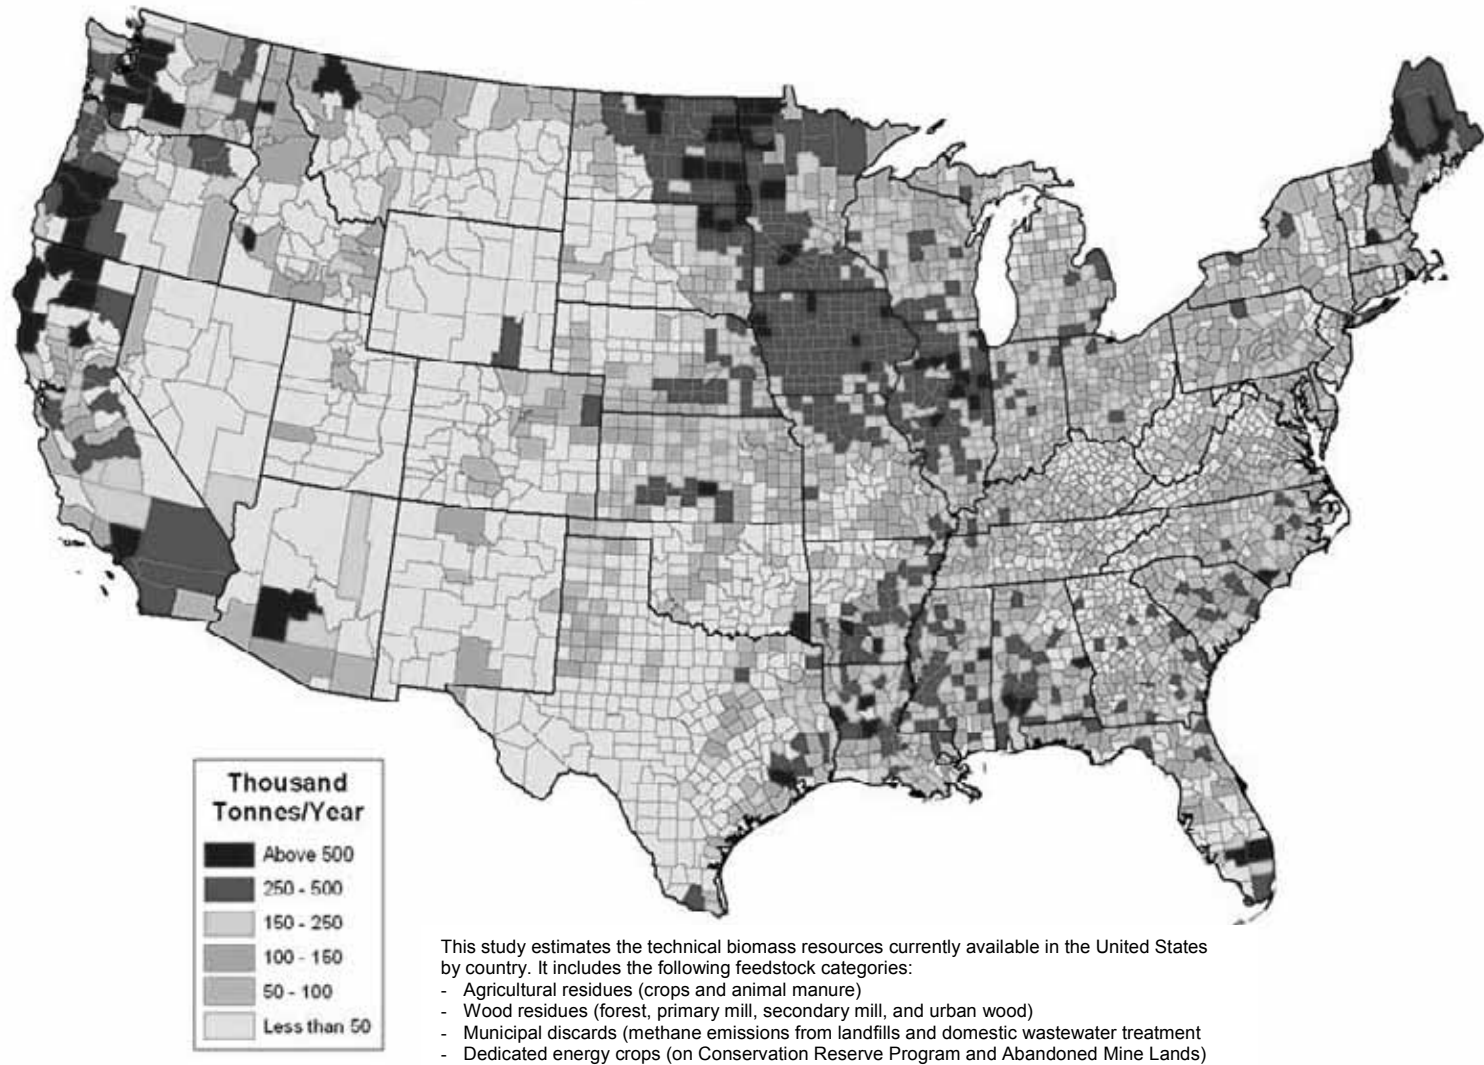 Thousand
Tonnes/Year
Above 500
250 - 500
150 - 250
100 - 150
50 - 100
Less than 50
This study estimates the technical biomass resources currently available in the United States
by country. It includes the following feedstock categories:
- Agricultural residues (crops and animal manure)
- Wood residues (forest, primary mill, secondary mill, and urban wood)
- Municipal discards (methane emissions from landfills and domestic wastewater treatment
- Dedicated energy crops (on Conservation Reserve Program and Abandoned Mine Lands)